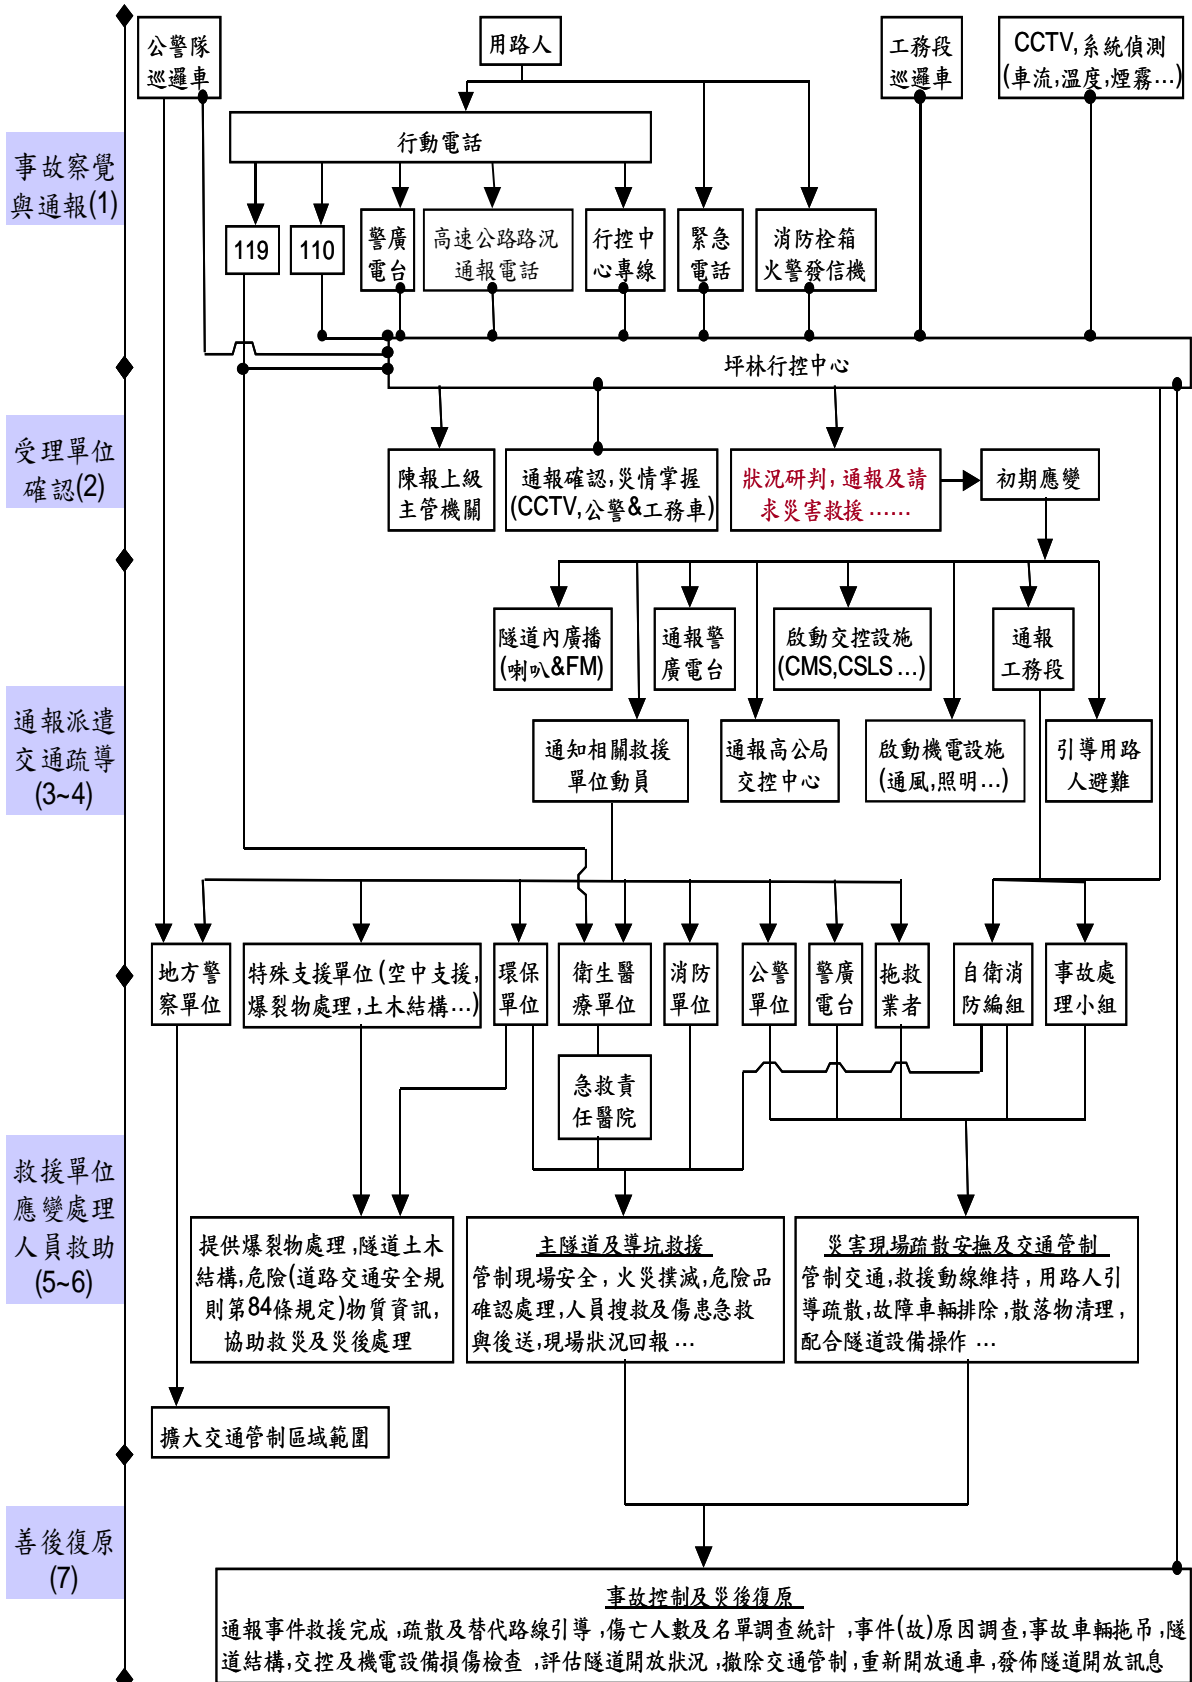 公警隊
巡邏車
用路人
工務段
巡邏車
CCTV,系統偵測
(車流,溫度,煙霧...)
事故察覺
與通報(1)
行動電話
119
110
警廣
電台
高速公路路況
通報電話
行控中
心專線
緊急
電話
消防栓箱
火警發信機
坪林行控中心
受理單位
確認(2)
陳報上級
主管機關
通報確認,災情掌握
(CCTV,公警&工務車)
狀況研判,通報及請
求災害救援......
初期應變
通報派遣
交通疏導
(3~4)
隧道內廣播
(喇叭&FM)
通報警
廣電台
啟動交控設施
(CMS,CSLS...)
通報
工務段
通知相關救援
單位動員
通報高公局
交控中心
啟動機電設施
(通風,照明...)
引導用路
人避難
地方警
察單位
特殊支援單位(空中支援,
爆裂物處理,土木結構...)
環保
單位
衛生醫
療單位
消防
單位
公警
單位
警廣
電台
拖救
業者
自衛消
防編組
事故處
理小組
急救責
任醫院
救援單位
應變處理
人員救助
(5~6)
提供爆裂物處理,隧道土木
結構,危險(道路交通安全規
則第84條規定)物質資訊,
協助救災及災後處理
主隧道及導坑救援
管制現場安全,火災撲滅,危險品
確認處理,人員搜救及傷患急救
與後送,現場狀況回報...
災害現場疏散安撫及交通管制
管制交通,救援動線維持,用路人引
導疏散,故障車輛排除,散落物清理,
配合隧道設備操作...
擴大交通管制區域範圍
善後復原
(7)
事故控制及災後復原
通報事件救援完成,疏散及替代路線引導,傷亡人數及名單調查統計,事件(故)原因調查,事故車輛拖吊,隧
道結構,交控及機電設備損傷檢查,評估隧道開放狀況,撤除交通管制,重新開放通車,發佈隧道開放訊息